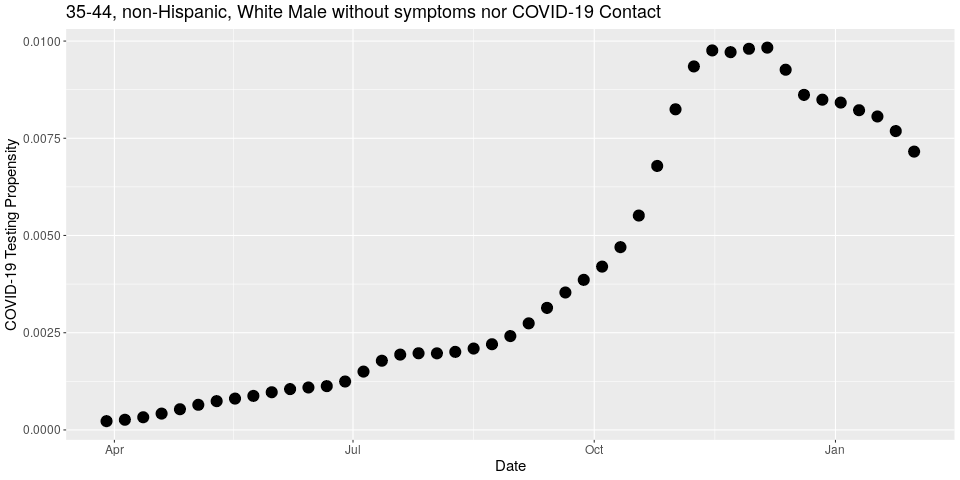 35-44, non-Hispanic, White Male without symptoms nor COVID-19 Contact
0.0100
0.0075
0.0050
0.0025
0.0000
COVID-19 Testing Propensity
Apr Jul Oct Jan
Date